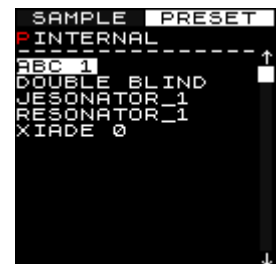 SAMPLE PRESET
PINTERNAL
ABC 1
DOUBLE BLIND
JESONATOR_1
RESONATOR_1
XIADE 0